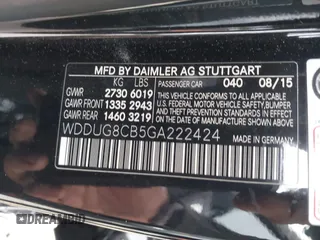 MFD BY DAIMLER AG STUTTGART
KG LBS PASSENGER CAR 040 08/15
GVWR 2730 6019
GAWR FRONT 1335 2943
GAWR REAR 1460 3219
THIS VEHICLE CONFORMS TO ALL APPLICABLE
U.S. FEDERAL MOTOR VEHICLE SAFETY, BUMPER,
AND THEFT PREVENTION STANDARDS IN EFFECT
ON THE DATE OF MANUFACTURE SHOWN ABOVE.
WDDUG8CB5GA222424
MADE IN GERMANY
DREAMBID